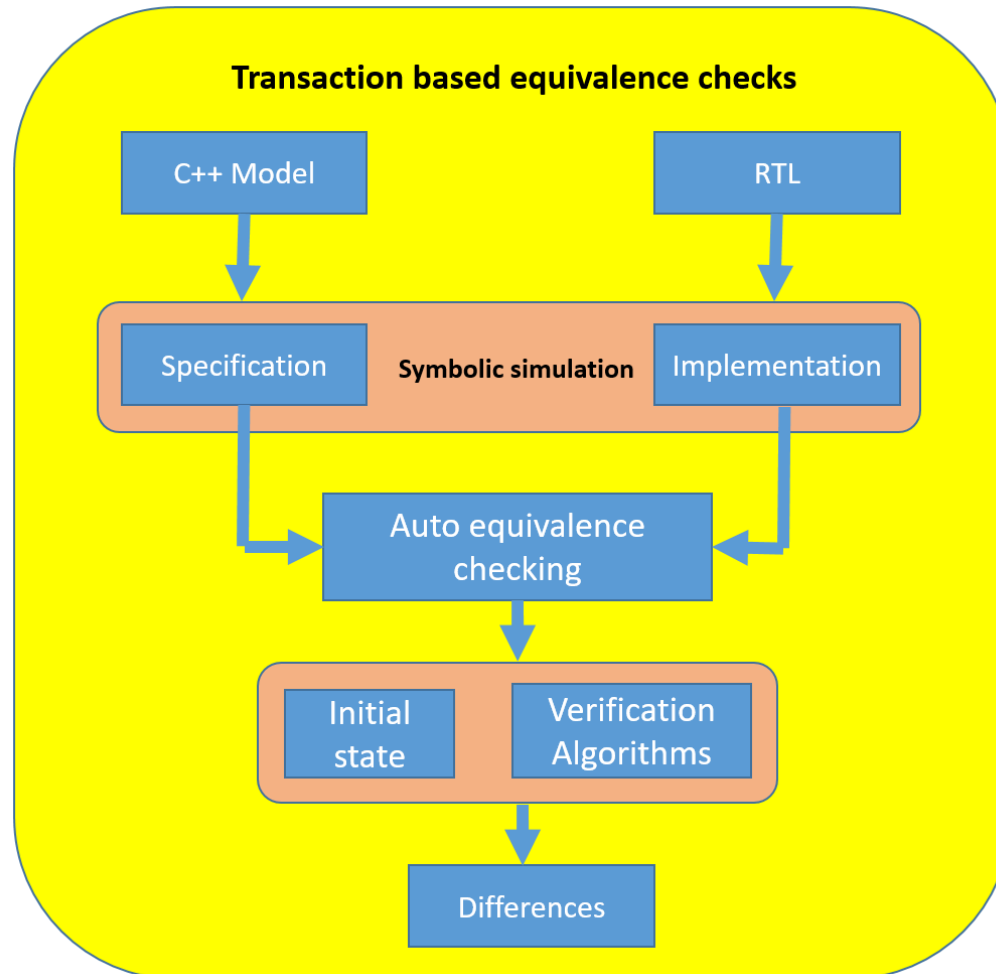 Transaction based equivalence checks
C++ Model
RTL
Specification
Symbolic simulation
Implementation
Auto equivalence
checking
Initial
state
Verification
Algorithms
Differences